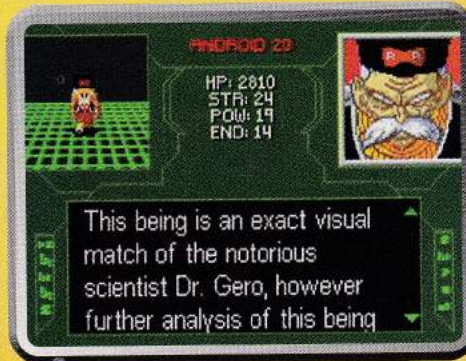 ANDROID 20
HP: 2810
STR: 24
POW: 19
END: 14
This being is an exact visual
match of the notorious
scientist Dr. Gero, however
further analysis of this being